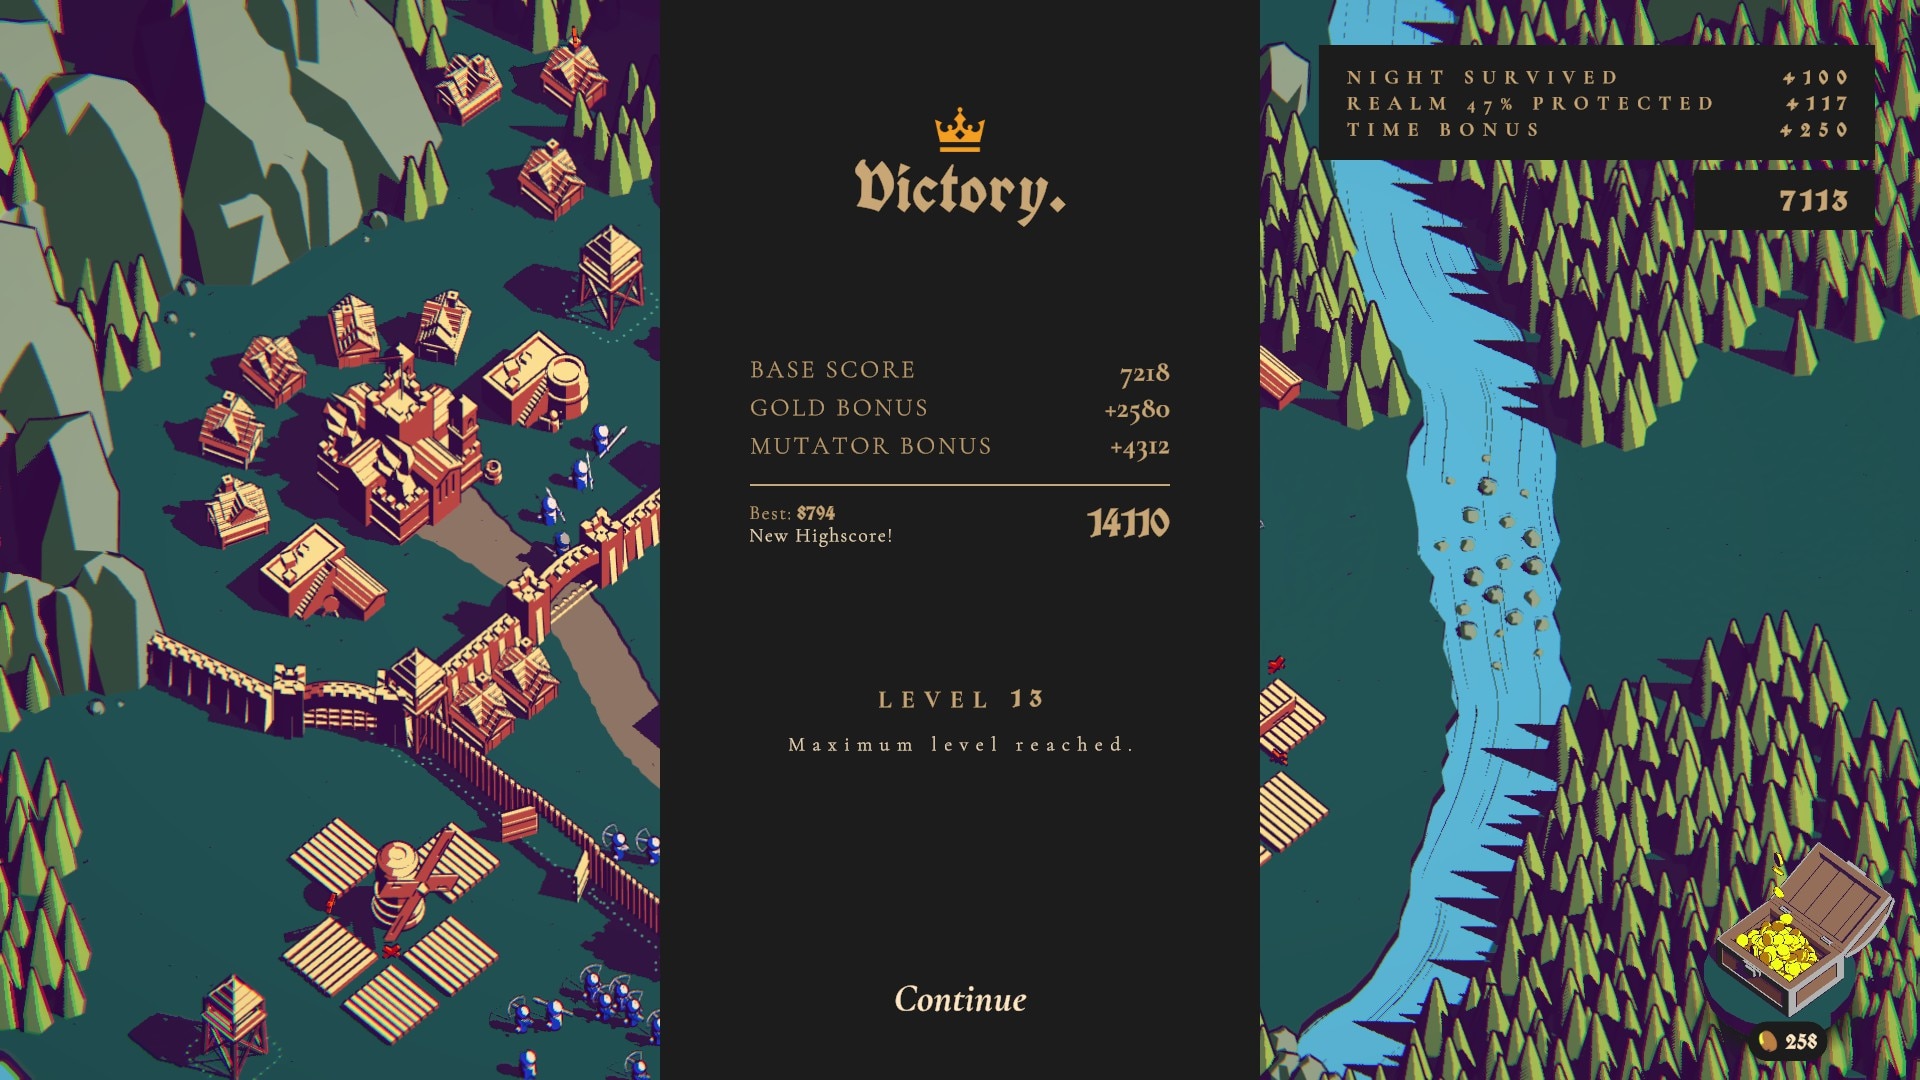 Victory.
BASE SCORE 7218
GOLD BONUS +2580
MUTATOR BONUS +4312
Best: 8794
New Highscore!
14110
LEVEL 13
Maximum level reached.
Continue
NIGHT SURVIVED +100
REALM 47% PROTECTED +117
TIME BONUS +250
7113
258